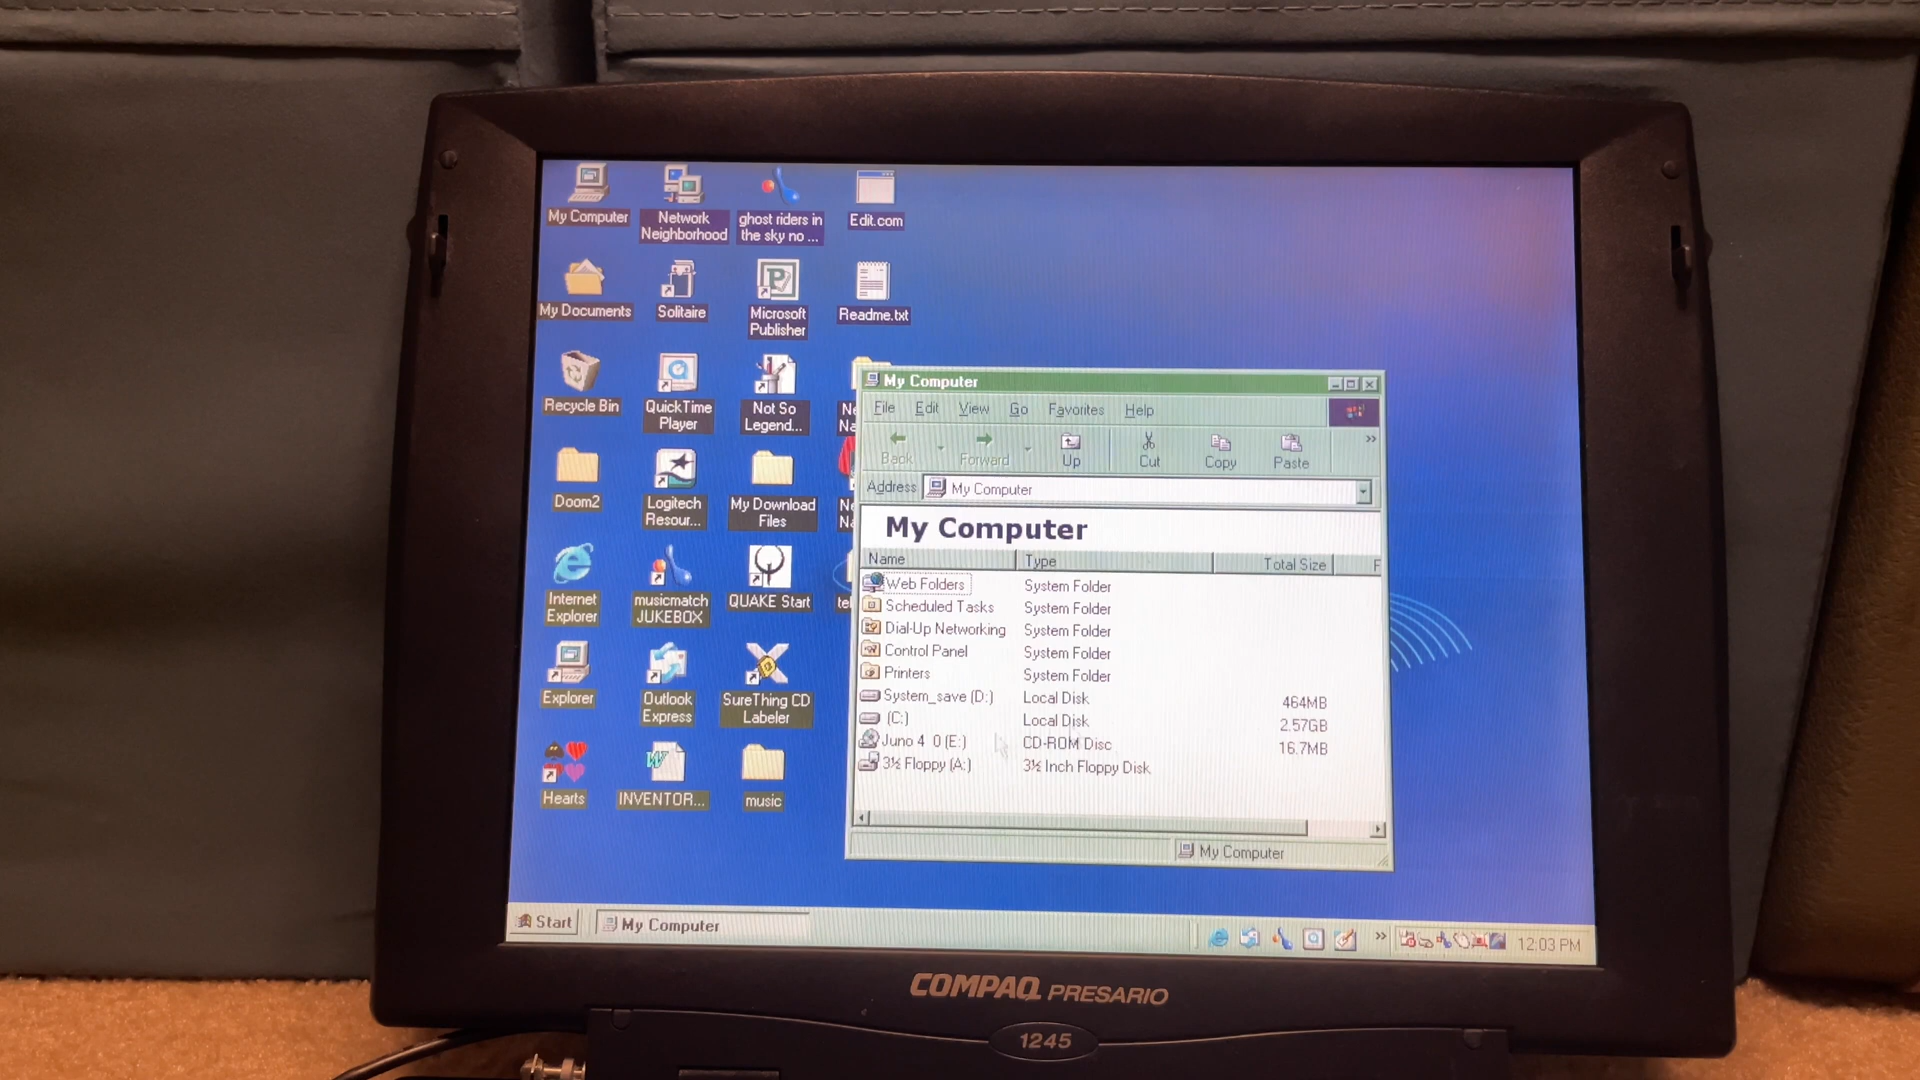 My Computer
Network
Neighborhood
ghost riders in
the sky no ...
Edit.com
My Documents
Solitaire
Microsoft
Publisher
Readme.txt
Recycle Bin
QuickTime
Player
Not So
Legend...
Ne
Na
Doom2
Logitech
Resour...
My Download
Files
Ne
Na
Internet
Explorer
musicmatch
JUKEBOX
QUAKE Start
tel
Explorer
Outlook
Express
SureThing CD
Labeler
Hearts
INVENTOR...
music
My Computer
File Edit View Go Favorites Help
Back Forward Up Cut Copy Paste »
Address My Computer
My Computer
Name Type Total Size F
Web Folders System Folder
Scheduled Tasks System Folder
Dial-Up Networking System Folder
Control Panel System Folder
Printers System Folder
System_save (D:) Local Disk 464MB
(C:) Local Disk 2.57GB
Juno 4 0 (E:) CD-ROM Disc 16.7MB
3½ Floppy (A:) 3½ Inch Floppy Disk
My Computer
Start My Computer » 12:03 PM
COMPAQ PRESARIO
1245